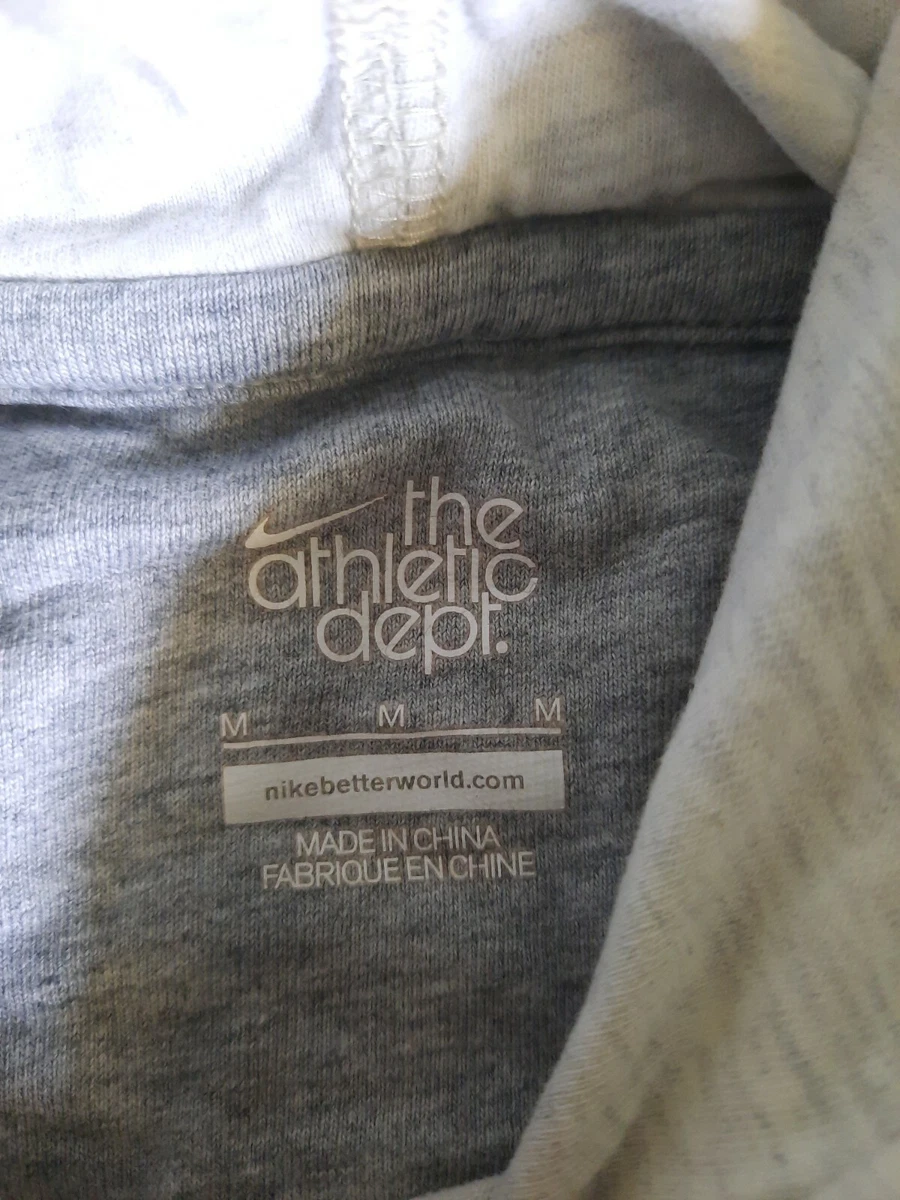 the
athletic
dept.
M M M
nikebetterworld.com
MADE IN CHINA
FABRIQUE EN CHINE